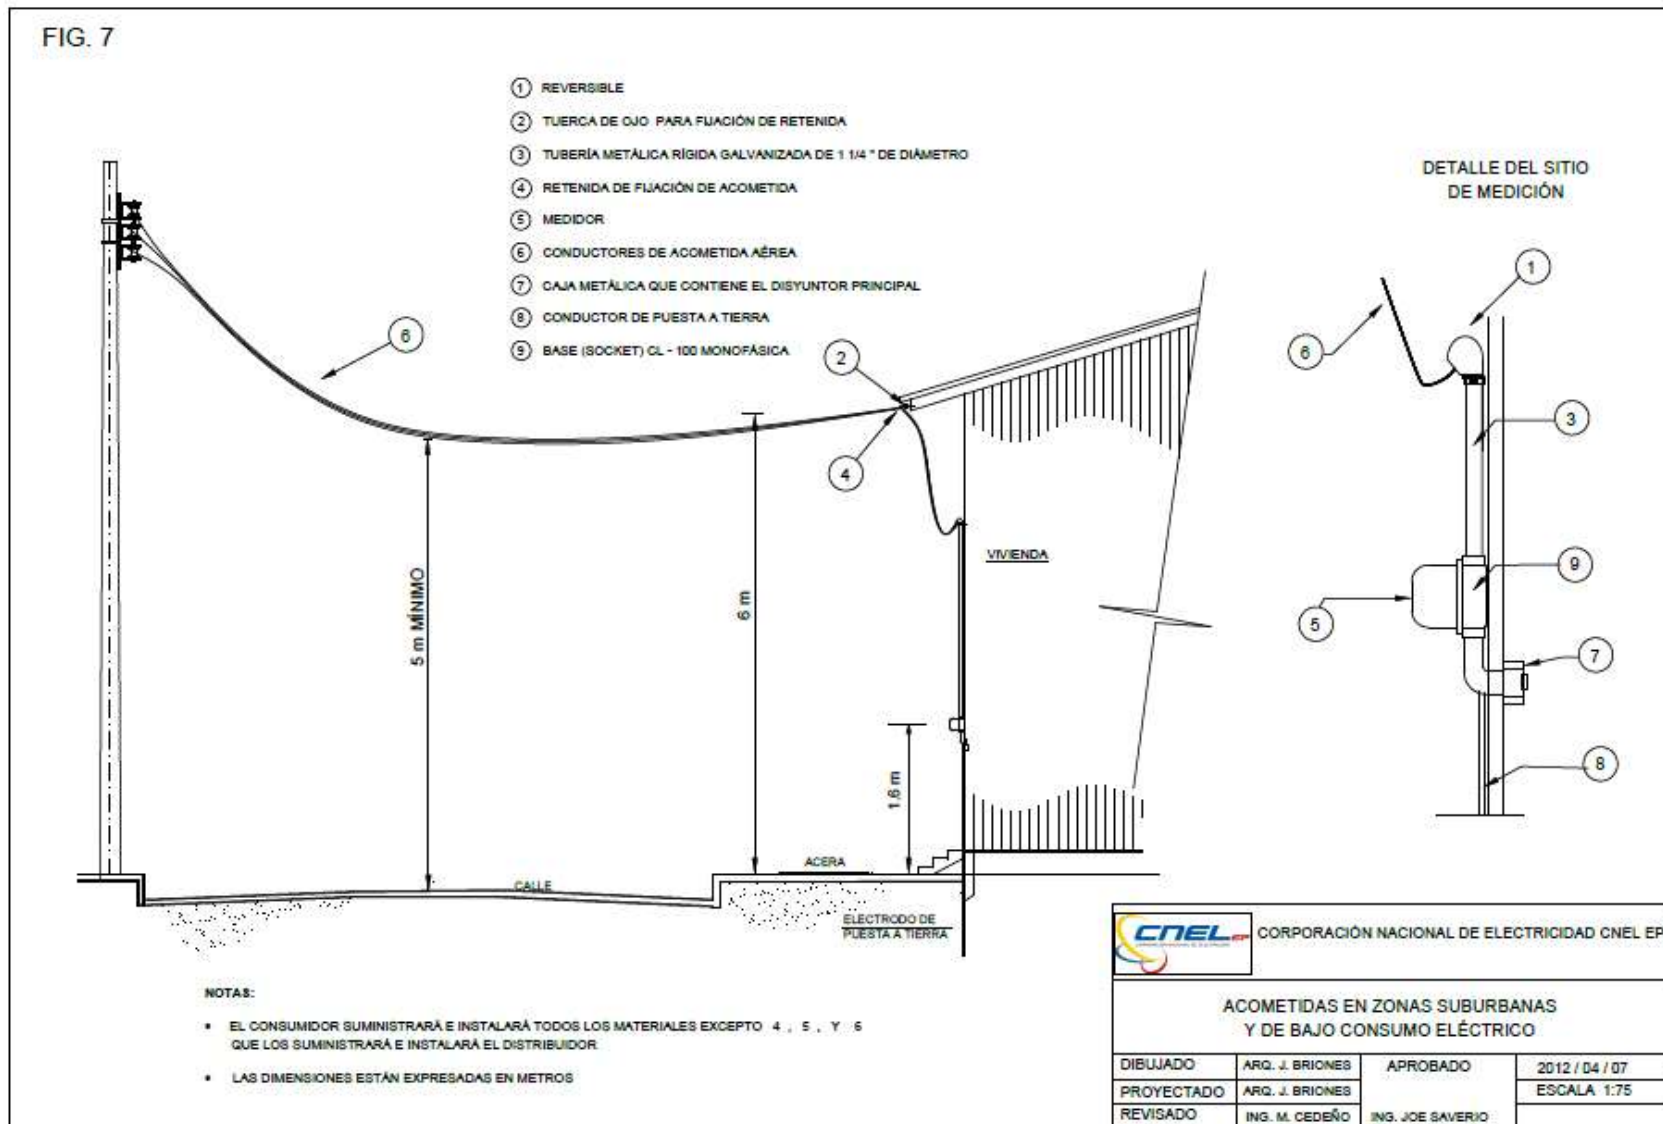 FIG. 7
1 REVERSIBLE
2 TUERCA DE OJO PARA FIJACIÓN DE RETENIDA
3 TUBERÍA METÁLICA RÍGIDA GALVANIZADA DE 1 1/4 " DE DIÁMETRO
4 RETENIDA DE FIJACIÓN DE ACOMETIDA
5 MEDIDOR
6 CONDUCTORES DE ACOMETIDA AÉREA
7 CAJA METÁLICA QUE CONTIENE EL DISYUNTOR PRINCIPAL
8 CONDUCTOR DE PUESTA A TIERRA
9 BASE (SOCKET) CL - 100 MONOFÁSICA
DETALLE DEL SITIO
DE MEDICIÓN
6
2
4
1
6
3
9
5
7
8
VIVIENDA
5 m MÍNIMO
6 m
1,6 m
ACERA
CALLE
ELECTRODO DE
PUESTA A TIERRA
NOTAS:
▪ EL CONSUMIDOR SUMINISTRARÁ E INSTALARÁ TODOS LOS MATERIALES EXCEPTO 4 , 5 , Y 6
QUE LOS SUMINISTRARÁ E INSTALARÁ EL DISTRIBUIDOR
▪ LAS DIMENSIONES ESTÁN EXPRESADAS EN METROS
CNEL EP
CORPORACIÓN NACIONAL DE ELECTRICIDAD CNEL EP
ACOMETIDAS EN ZONAS SUBURBANAS
Y DE BAJO CONSUMO ELÉCTRICO
DIBUJADO ARQ. J. BRIONES APROBADO 2012 / 04 / 07
PROYECTADO ARQ. J. BRIONES ESCALA 1:75
REVISADO ING. M. CEDEÑO ING. JOE SAVERIO